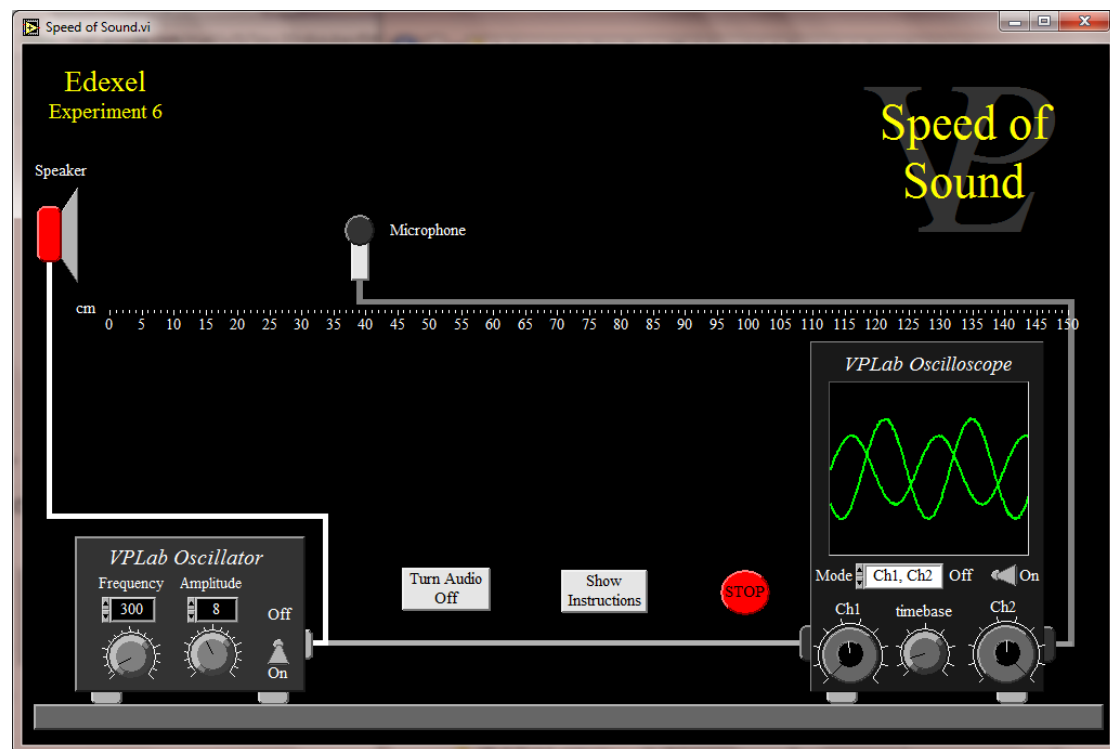 Speed of Sound.vi
Edexel
Experiment 6
VP
Speed of
Sound
Speaker
Microphone
cm
0 5 10 15 20 25 30 35 40 45 50 55 60 65 70 75 80 85 90 95 100 105 110 115 120 125 130 135 140 145 150
VPLab Oscilloscope
VPLab Oscillator
Frequency Amplitude
300 8 Off
On
Turn Audio
Off
Show
Instructions
STOP
Mode Ch1, Ch2 Off On
Ch1 timebase Ch2